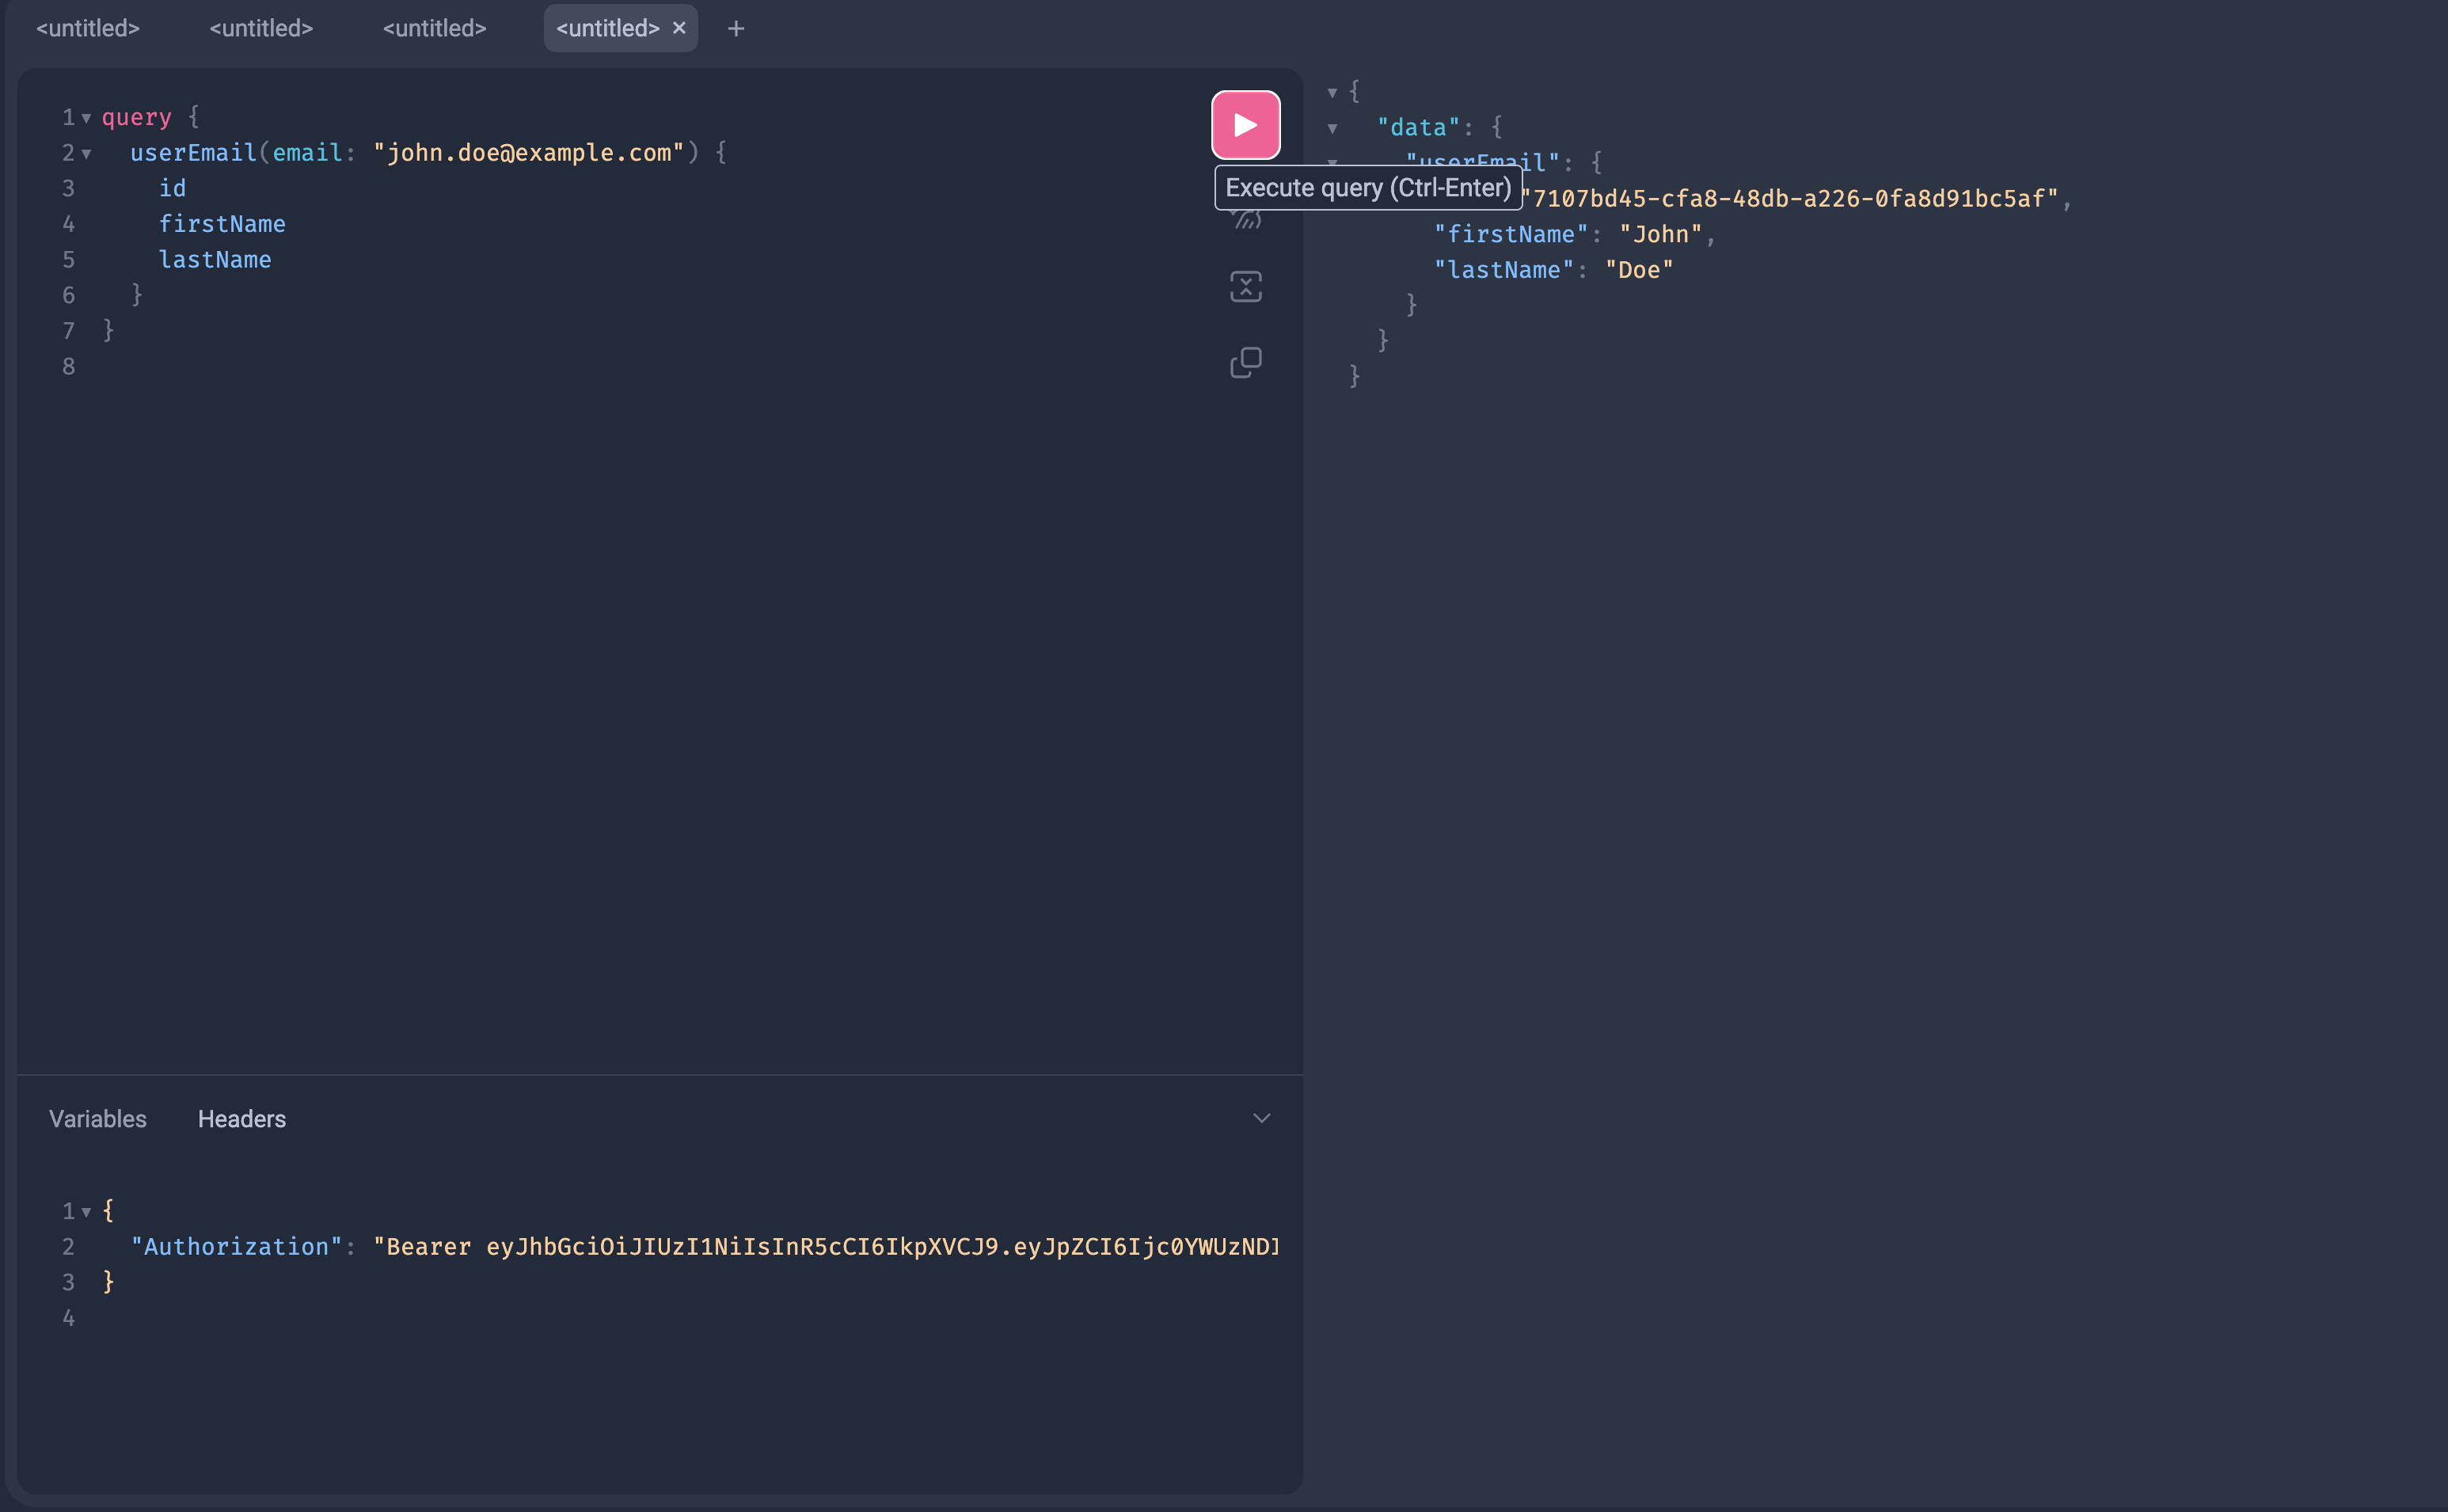 <untitled> <untitled> <untitled> <untitled> × +
1 query {
2 userEmail(email: "john.doe@example.com") {
3 id
4 firstName
5 lastName
6 }
7 }
8
Execute query (Ctrl-Enter)
{
"data": {
"userEmail": {
"7107bd45-cfa8-48db-a226-0fa8d91bc5af",
"firstName": "John",
"lastName": "Doe"
}
}
}
Variables Headers
1 {
2 "Authorization": "Bearer eyJhbGciOiJIUzI1NiIsInR5cCI6IkpXVCJ9.eyJpZCI6Ijc0YWUzNDI
3 }
4